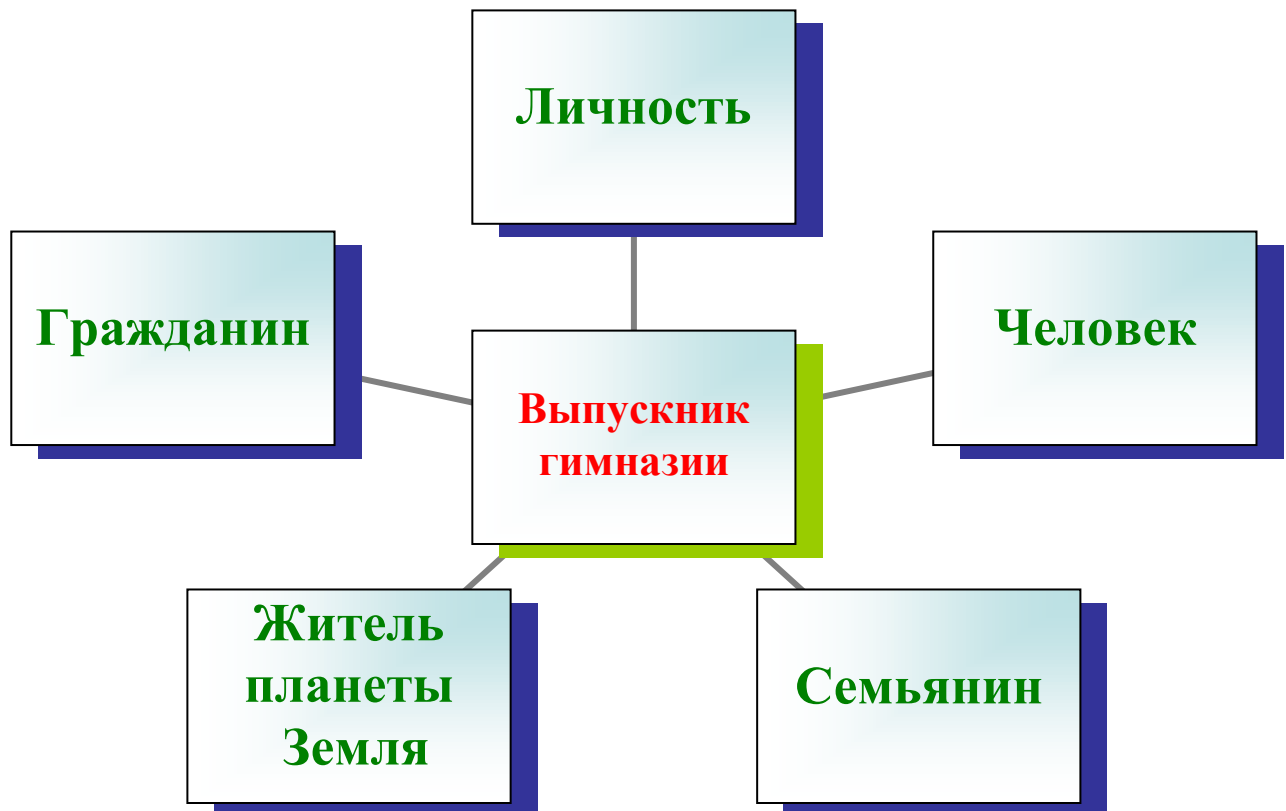 Личность
Гражданин
Человек
Выпускник
гимназии
Житель
планеты
Земля
Семьянин